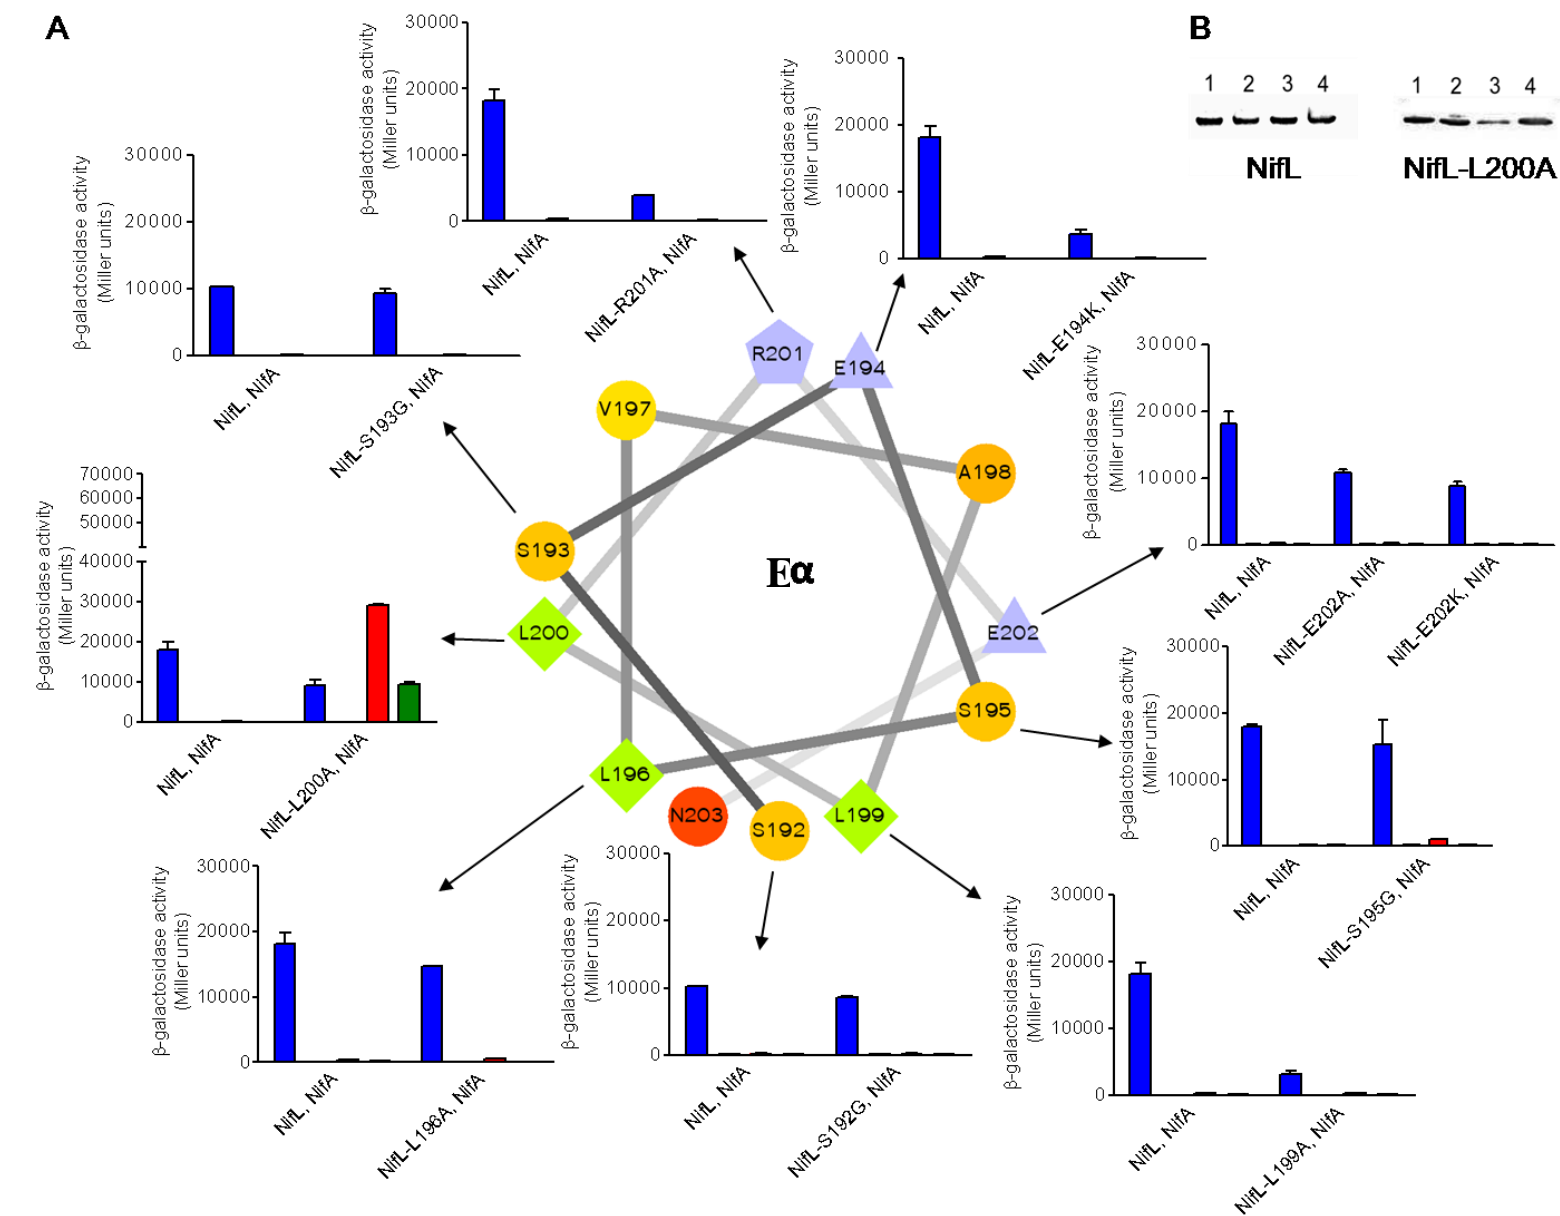 A
B
30000
20000
10000
0
β-galactosidase activity
(Miller units)
NifL, NifA
NifL-R201A, NifA
30000
20000
10000
0
β-galactosidase activity
(Miller units)
NifL, NifA
NifL-E194K, NifA
1 2 3 4
NifL
1 2 3 4
NifL-L200A
30000
20000
10000
0
β-galactosidase activity
(Miller units)
NifL, NifA
NifL-S193G, NifA
30000
20000
10000
0
β-galactosidase activity
(Miller units)
NifL, NifA
NifL-E202A, NifA
NifL-E202K, NifA
R201
E194
V197
A198
S193
Eα
L200
E202
S195
L196
N203
S192
L199
70000
60000
50000
40000
30000
20000
10000
0
β-galactosidase activity
(Miller units)
NifL, NifA
NifL-L200A, NifA
30000
20000
10000
0
β-galactosidase activity
(Miller units)
NifL, NifA
NifL-S195G, NifA
30000
20000
10000
0
β-galactosidase activity
(Miller units)
NifL, NifA
NifL-L196A, NifA
30000
20000
10000
0
β-galactosidase activity
(Miller units)
NifL, NifA
NifL-S192G, NifA
30000
20000
10000
0
β-galactosidase activity
(Miller units)
NifL, NifA
NifL-L199A, NifA